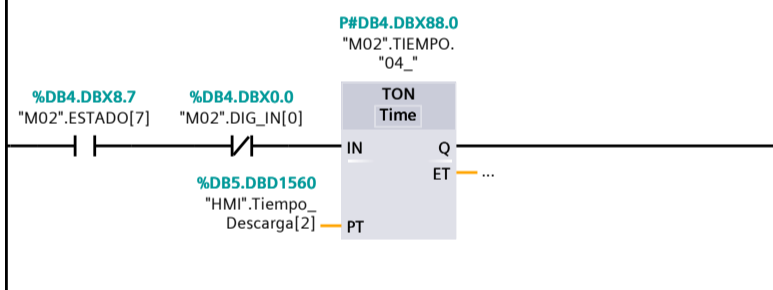 P#DB4.DBX88.0
"M02".TIEMPO.
"04_"
%DB4.DBX8.7
"M02".ESTADO[7]
%DB4.DBX0.0
"M02".DIG_IN[0]
TON
Time
IN
Q
ET
...
%DB5.DBD1560
"HMI".Tiempo_
Descarga[2]
PT